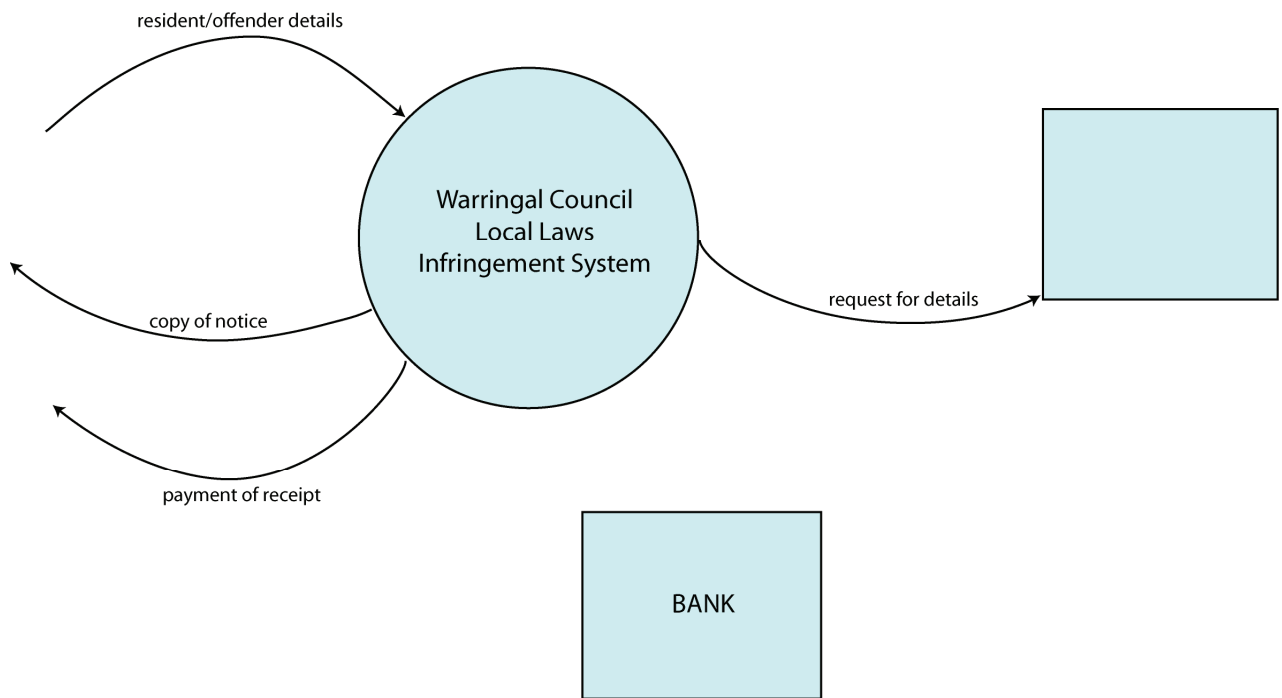 resident/offender details
Warringal Council
Local Laws
Infringement System
request for details
copy of notice
payment of receipt
BANK